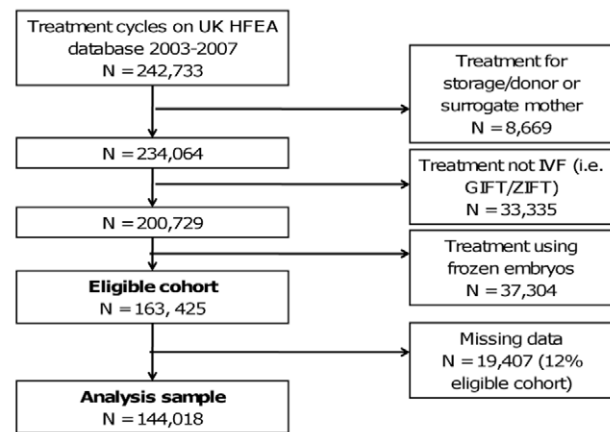 Treatment cycles on UK HFEA
database 2003-2007
N = 242,733
Treatment for
storage/donor or
surrogate mother
N = 8,669
N = 234,064
Treatment not IVF (i.e.
GIFT/ZIFT)
N = 33,335
N = 200,729
Treatment using
frozen embryos
N = 37,304
Eligible cohort
N = 163, 425
Missing data
N = 19,407 (12%
eligible cohort)
Analysis sample
N = 144,018